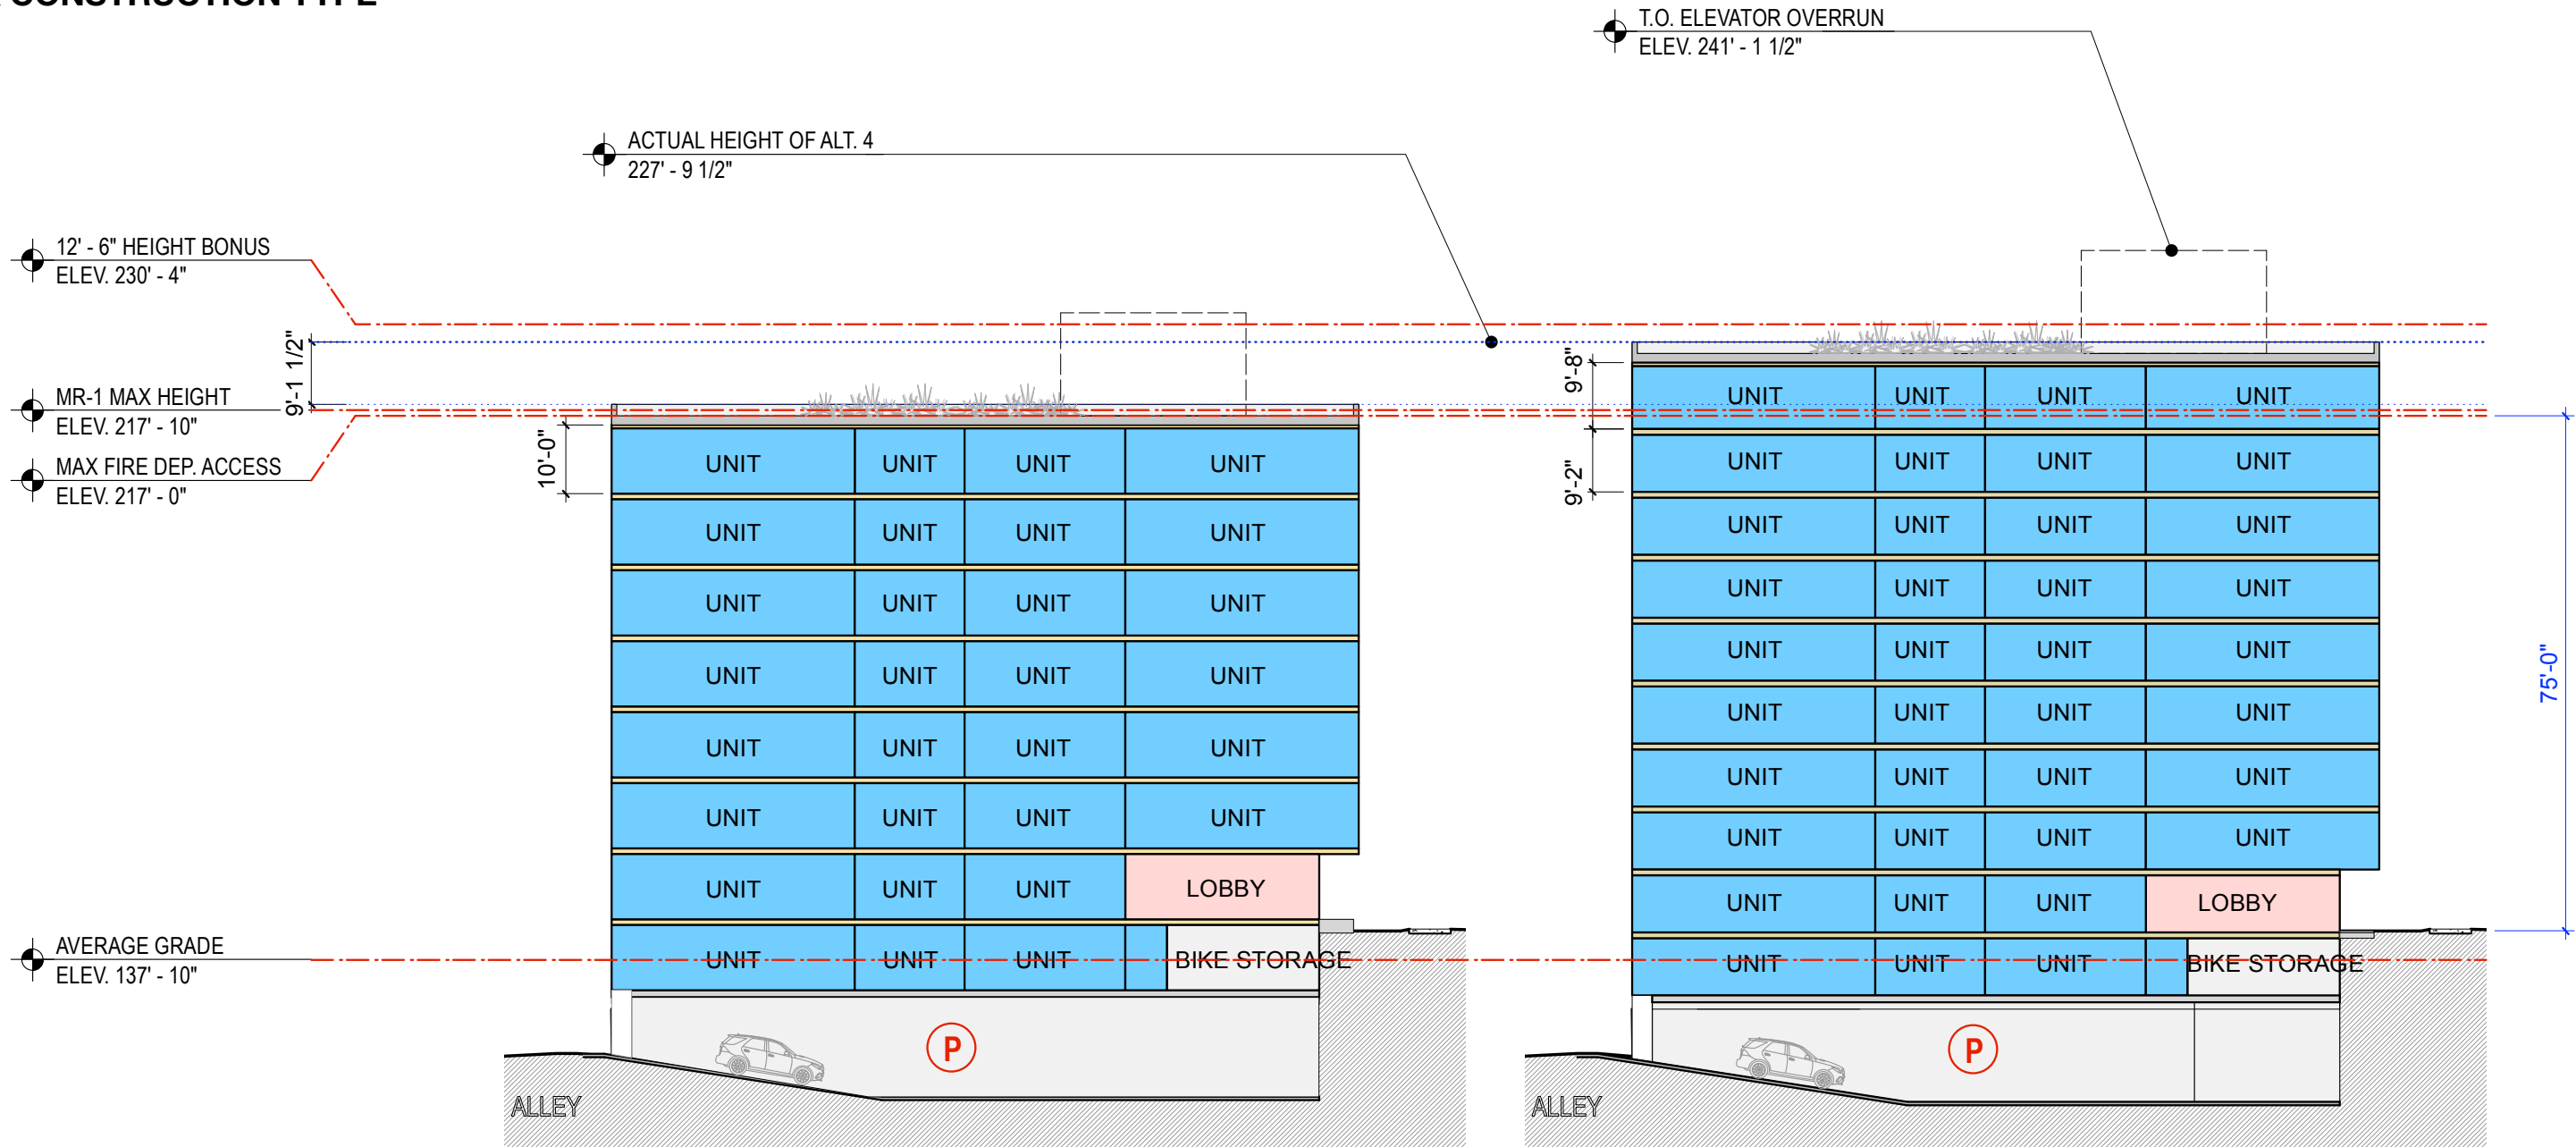 CONSTRUCTION TYPE
T.O. ELEVATOR OVERRUN
ELEV. 241' - 1 1/2"
ACTUAL HEIGHT OF ALT. 4
227' - 9 1/2"
12' - 6" HEIGHT BONUS
ELEV. 230' - 4"
9'-1 1/2"
MR-1 MAX HEIGHT
ELEV. 217' - 10"
MAX FIRE DEP. ACCESS
ELEV. 217' - 0"
AVERAGE GRADE
ELEV. 137' - 10"
10'-0"
UNIT UNIT UNIT UNIT
UNIT UNIT UNIT UNIT
UNIT UNIT UNIT UNIT
UNIT UNIT UNIT UNIT
UNIT UNIT UNIT UNIT
UNIT UNIT UNIT UNIT
UNIT UNIT UNIT LOBBY
UNIT UNIT UNIT BIKE STORAGE
P
ALLEY
9'-8"
9'-2"
UNIT UNIT UNIT UNIT
UNIT UNIT UNIT UNIT
UNIT UNIT UNIT UNIT
UNIT UNIT UNIT UNIT
UNIT UNIT UNIT UNIT
UNIT UNIT UNIT UNIT
UNIT UNIT UNIT UNIT
UNIT UNIT UNIT UNIT
UNIT UNIT UNIT LOBBY
UNIT UNIT UNIT BIKE STORAGE
P
ALLEY
75'-0"